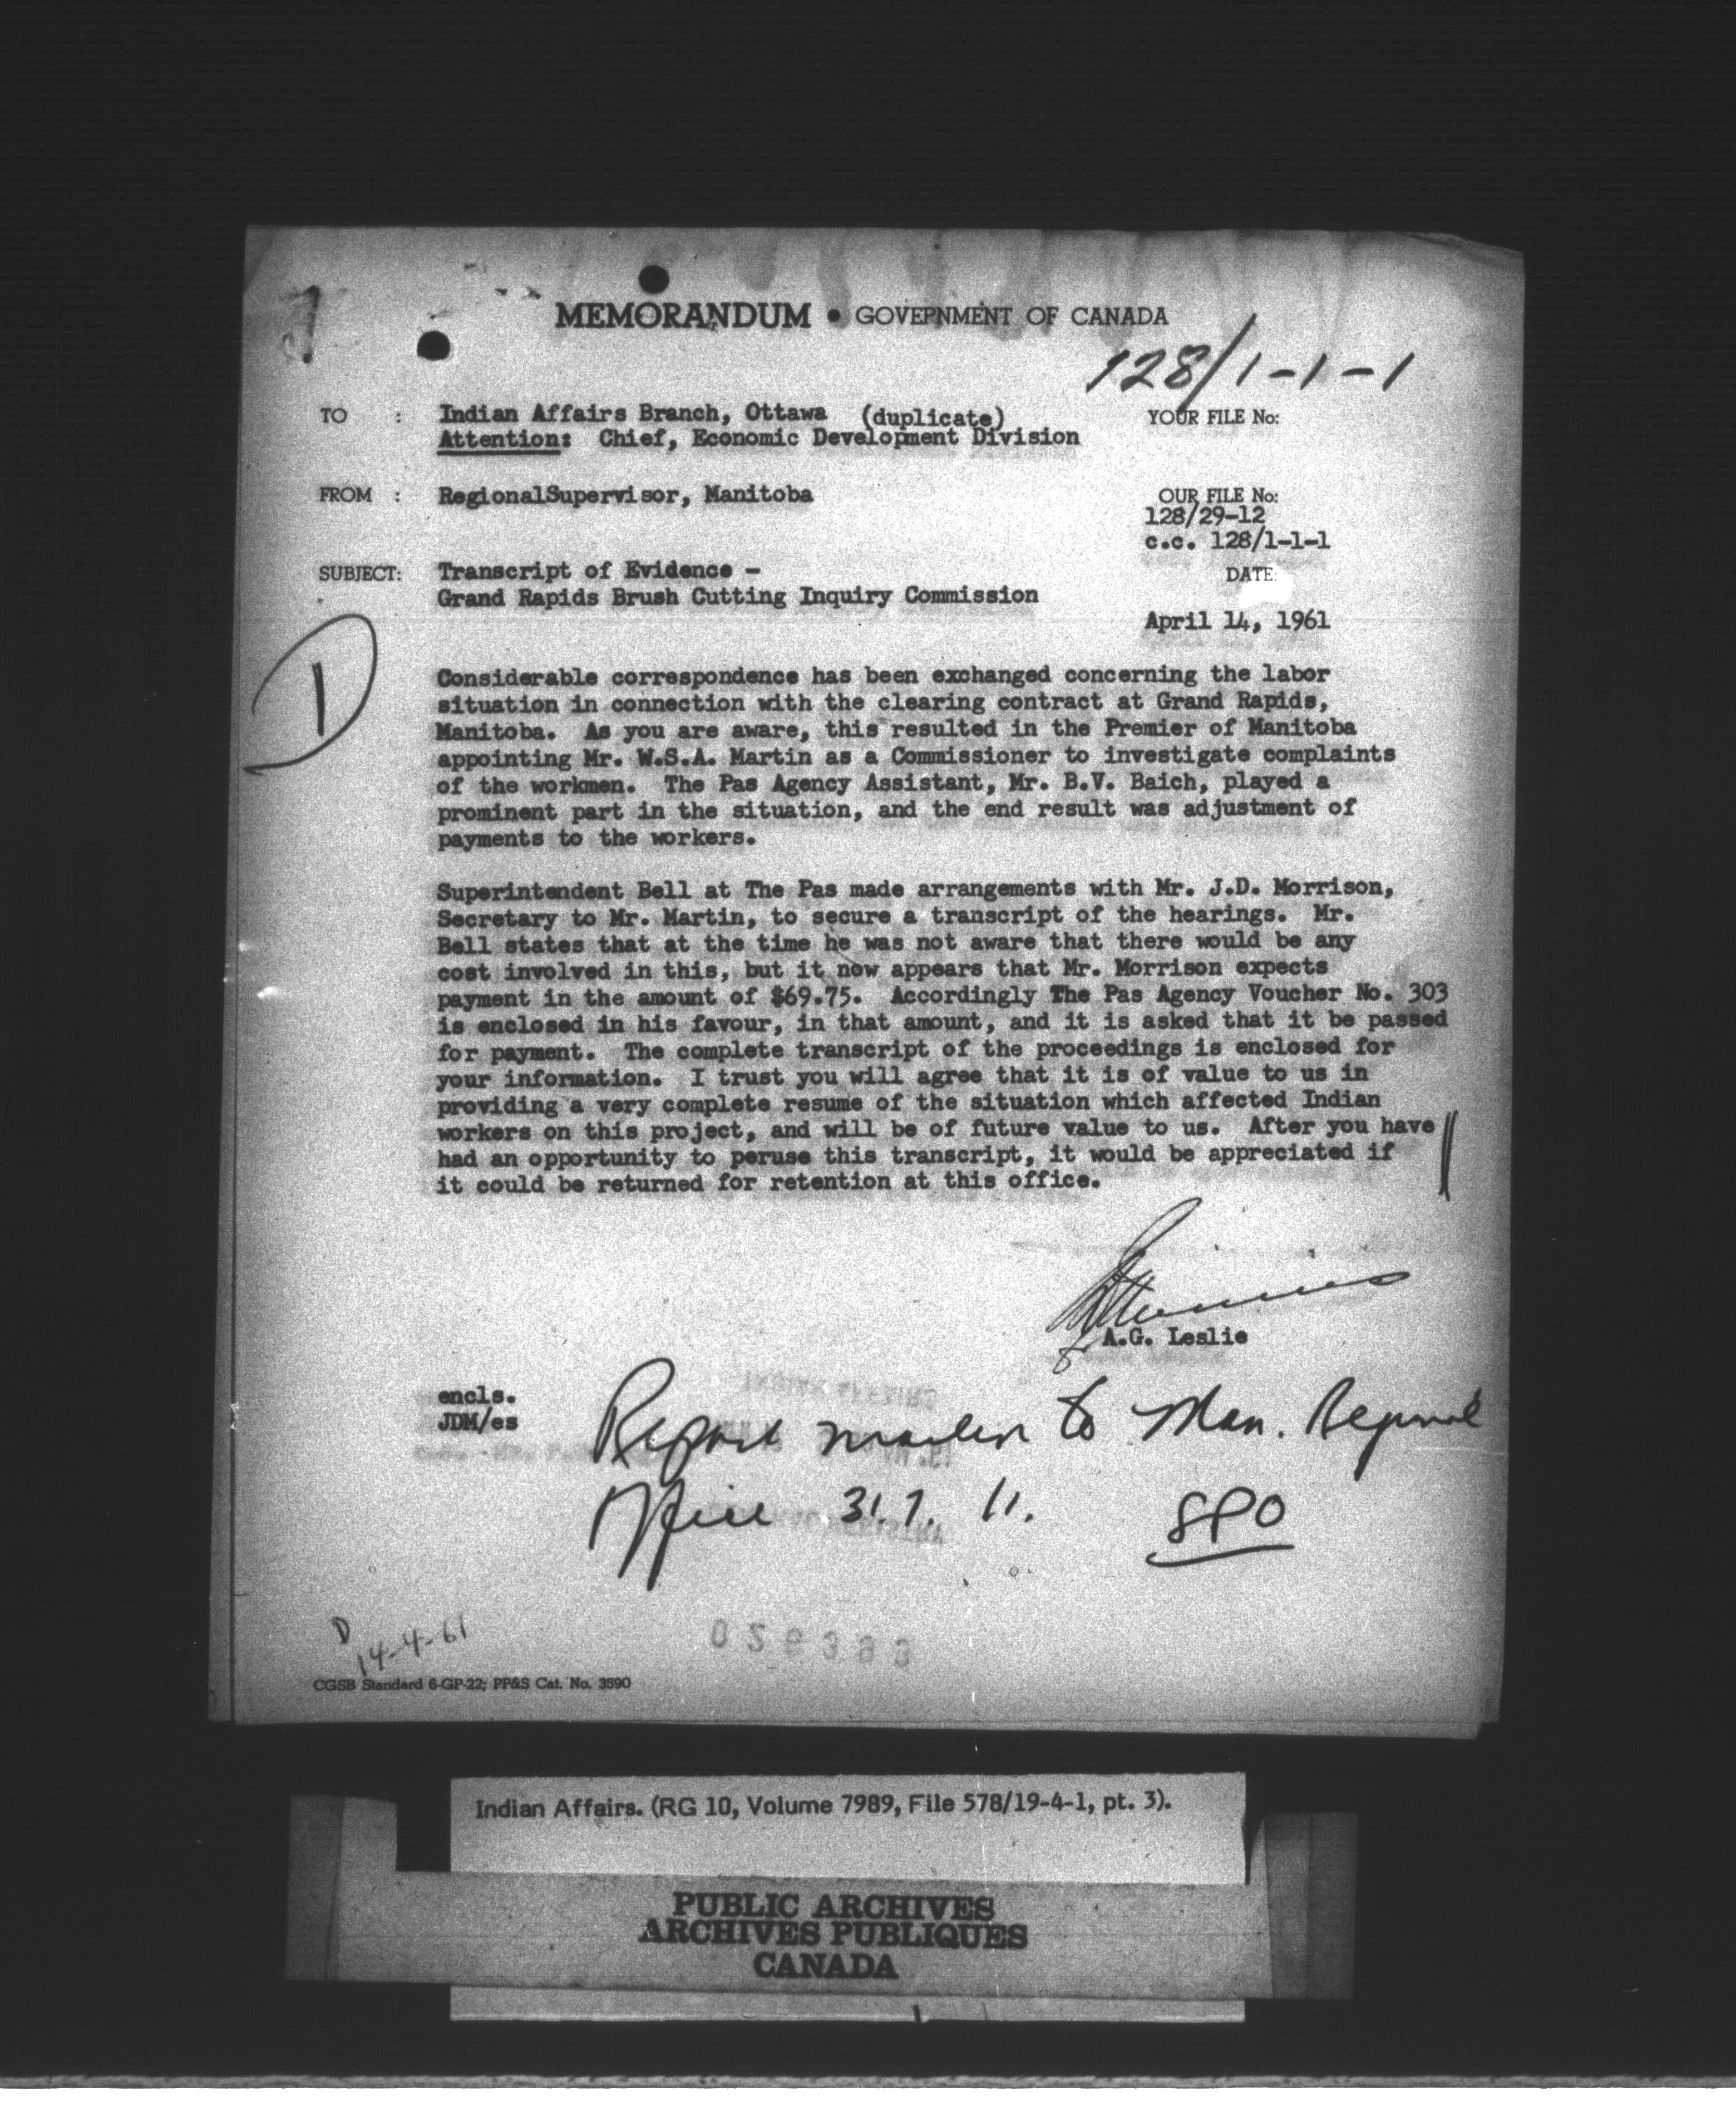 MEMORANDUM • GOVERNMENT OF CANADA
128/1-1-1
TO : Indian Affairs Branch, Ottawa (duplicate)
Attention: Chief, Economic Development Division
YOUR FILE No:
FROM : RegionalSupervisor, Manitoba
OUR FILE No:
128/29-12
c.c. 128/1-1-1
SUBJECT: Transcript of Evidence -
Grand Rapids Brush Cutting Inquiry Commission
DATE:
April 14, 1961
1
Considerable correspondence has been exchanged concerning the labor
situation in connection with the clearing contract at Grand Rapids,
Manitoba. As you are aware, this resulted in the Premier of Manitoba
appointing Mr. W.S.A. Martin as a Commissioner to investigate complaints
of the workmen. The Pas Agency Assistant, Mr. B.V. Baich, played a
prominent part in the situation, and the end result was adjustment of
payments to the workers.
Superintendent Bell at The Pas made arrangements with Mr. J.D. Morrison,
Secretary to Mr. Martin, to secure a transcript of the hearings. Mr.
Bell states that at the time he was not aware that there would be any
cost involved in this, but it now appears that Mr. Morrison expects
payment in the amount of $69.75. Accordingly The Pas Agency Voucher No. 303
is enclosed in his favour, in that amount, and it is asked that it be passed
for payment. The complete transcript of the proceedings is enclosed for
your information. I trust you will agree that it is of value to us in
providing a very complete resume of the situation which affected Indian
workers on this project, and will be of future value to us. After you have
had an opportunity to peruse this transcript, it would be appreciated if
it could be returned for retention at this office.
A.G. Leslie
encls.
JDM/es
Report to Man. Regional
Office 31.7.
D
14-4-61
CGSB Standard 6-GP-22; PP&S Cat. No. 3590
Indian Affairs. (RG 10, Volume 7989, File 578/19-4-1, pt. 3).
PUBLIC ARCHIVES
ARCHIVES PUBLIQUES
CANADA